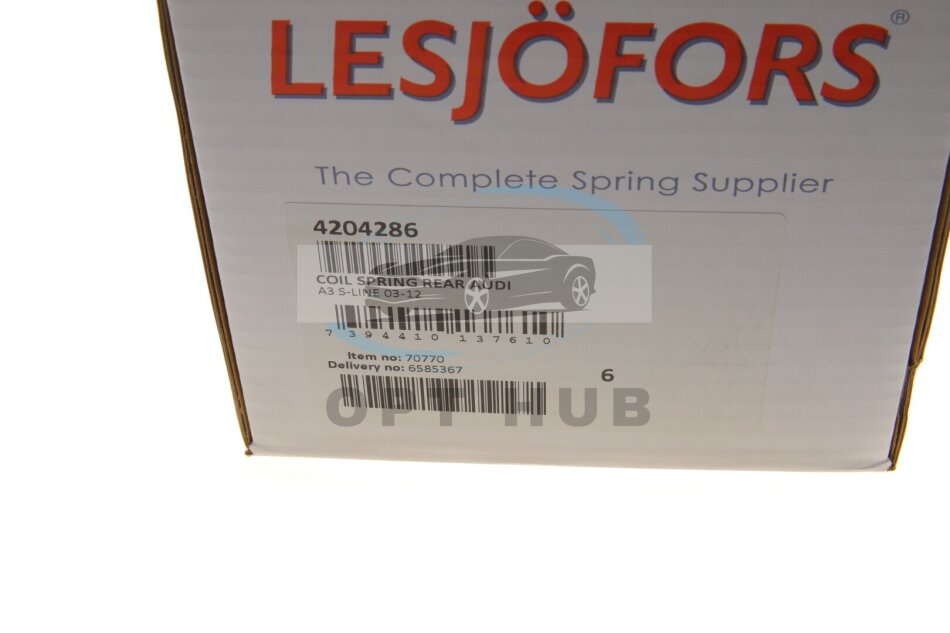 LESJÖFORS®
The Complete Spring Supplier
4204286
COIL SPRING REAR AUDI
A3 S-LINE 03-12
7 394410 137610
Item no: 70770
Delivery no: 6585367
6
OPT HUB